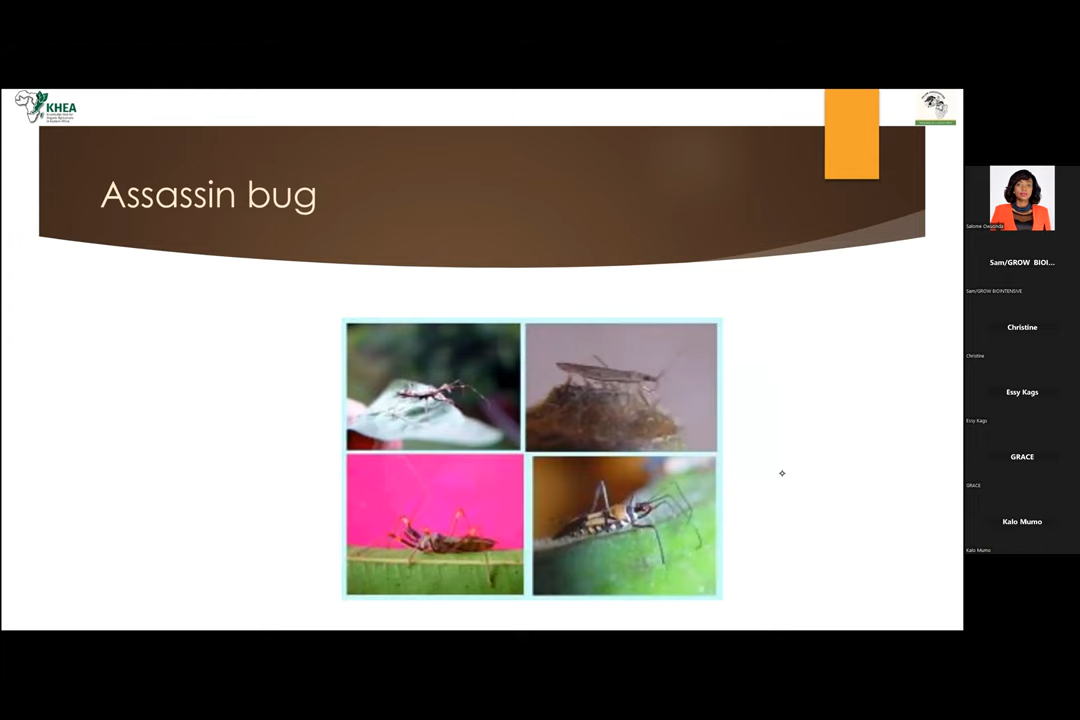 KHEA
Assassin bug
Salome Owuonda
Sam/GROW BIOI...
Sam/GROW BIOINTENSIVE
Christine
Christine
Essy Kags
Essy Kags
GRACE
GRACE
Kalo Mumo
Kalo Mumo